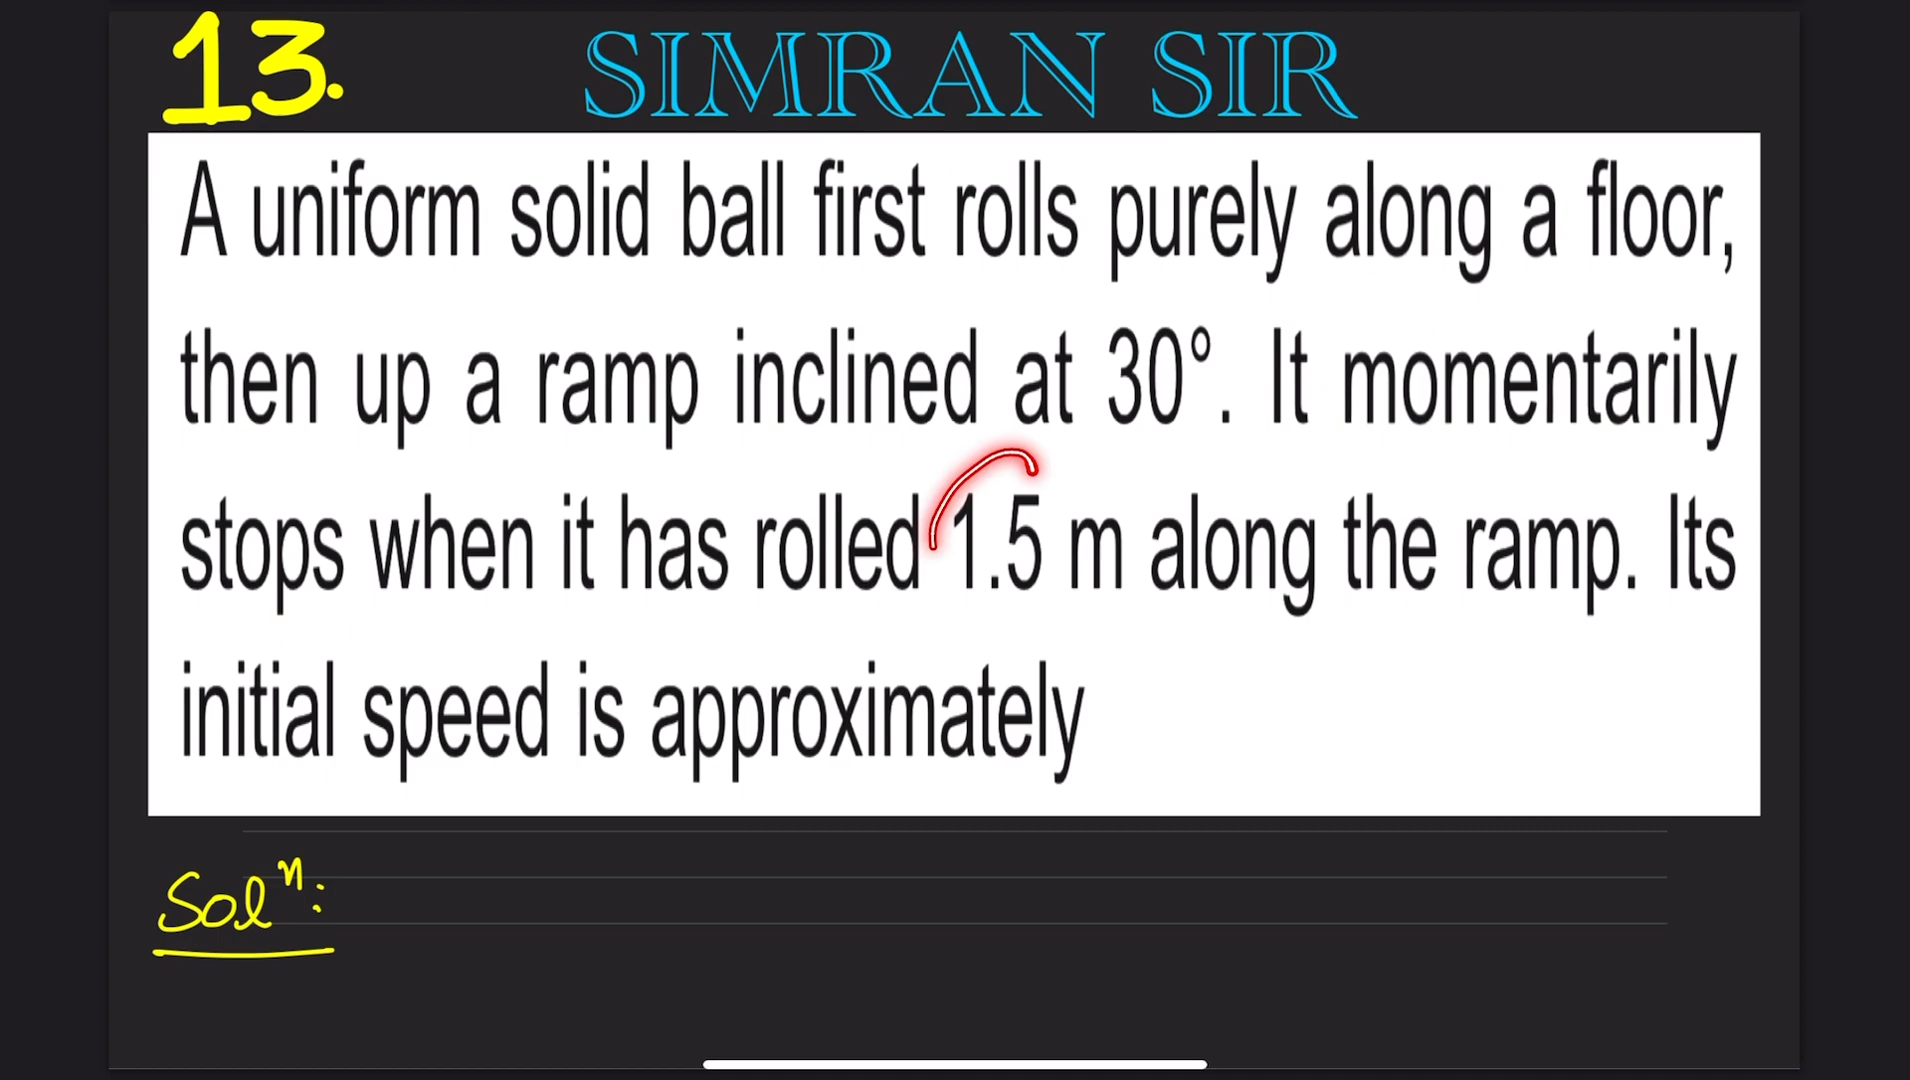 13. SIMRAN SIR
A uniform solid ball first rolls purely along a floor,
then up a ramp inclined at 30°. It momentarily
stops when it has rolled 1.5 m along the ramp. Its
initial speed is approximately
Solⁿ: